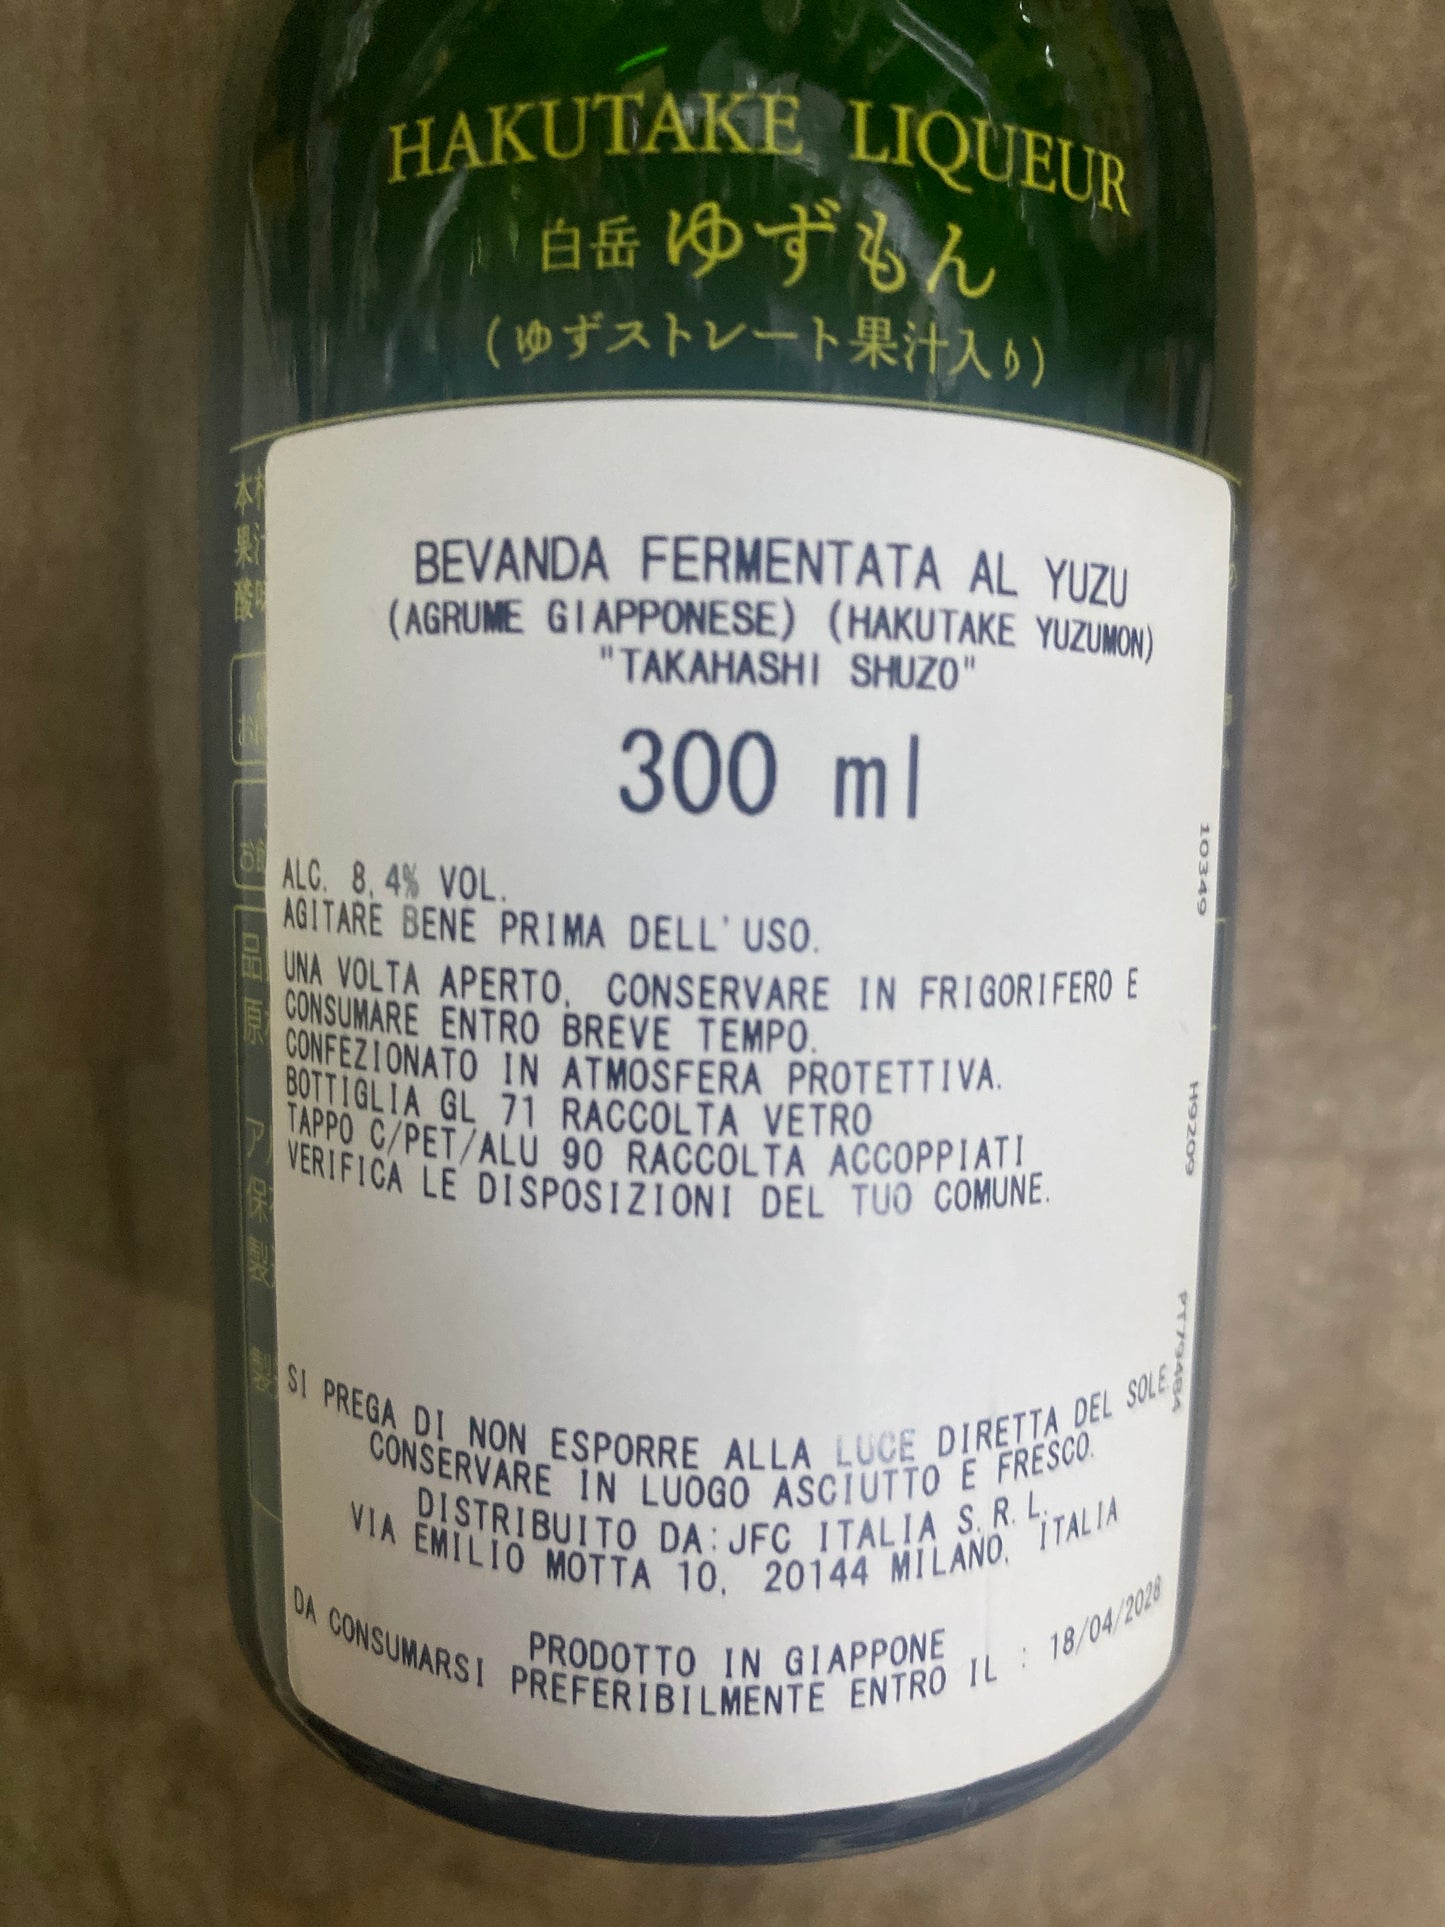 HAKUTAKE LIQUEUR
白岳 ゆずもん
(ゆずストレート果汁入り)
BEVANDA FERMENTATA AL YUZU
(AGRUME GIAPPONESE) (HAKUTAKE YUZUMON)
"TAKAHASHI SHUZO"
300 ml
ALC. 8.4% VOL.
AGITARE BENE PRIMA DELL'USO.
UNA VOLTA APERTO, CONSERVARE IN FRIGORIFERO E
CONSUMARE ENTRO BREVE TEMPO.
CONFEZIONATO IN ATMOSFERA PROTETTIVA.
BOTTIGLIA GL 71 RACCOLTA VETRO
TAPPO C/PET/ALU 90 RACCOLTA ACCOPPIATI
VERIFICA LE DISPOSIZIONI DEL TUO COMUNE.
SI PREGA DI NON ESPORRE ALLA LUCE DIRETTA DEL SOLE
CONSERVARE IN LUOGO ASCIUTTO E FRESCO.
DISTRIBUITO DA:JFC ITALIA S.R.L.
VIA EMILIO MOTTA 10, 20144 MILANO, ITALIA
PRODOTTO IN GIAPPONE
DA CONSUMARSI PREFERIBILMENTE ENTRO IL : 18/04/2028
10349
H9209
PT79484